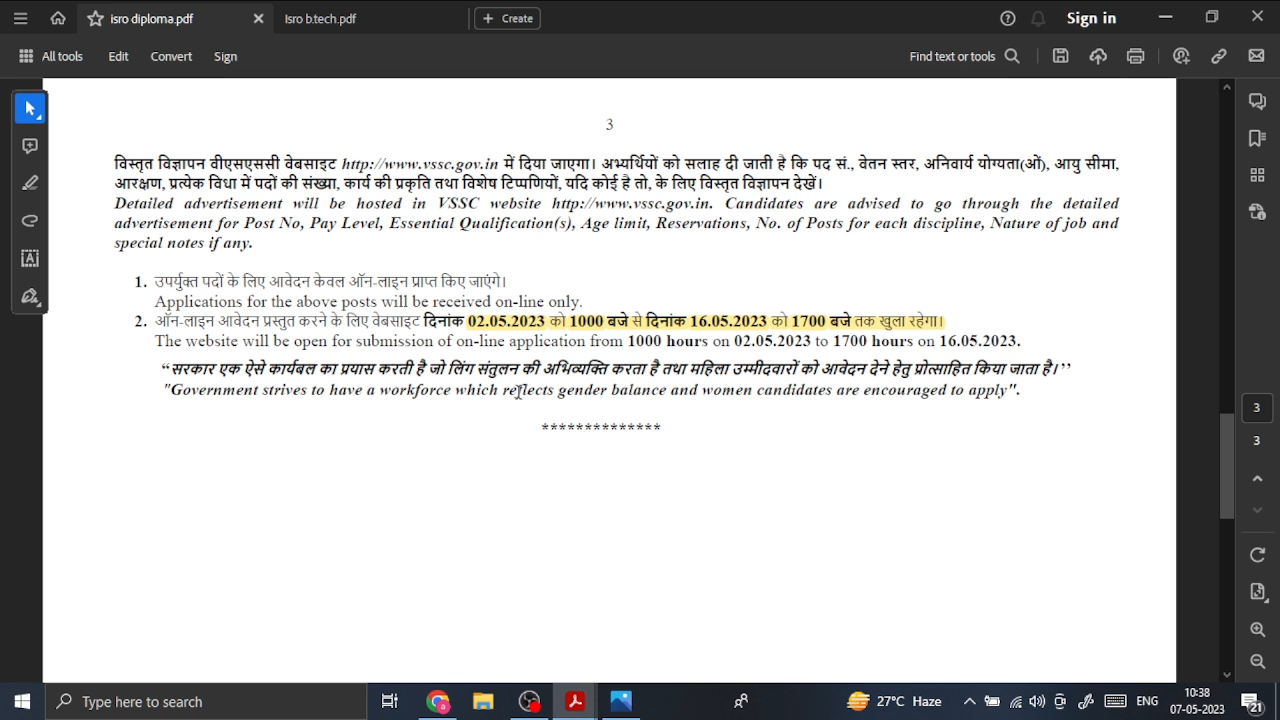 isro diploma.pdf
Isro b.tech.pdf
Create
Sign in
All tools
Edit
Convert
Sign
Find text or tools
3
विस्तृत विज्ञापन वीएसएससी वेबसाइट http://www.vssc.gov.in में दिया जाएगा। अभ्यर्थियों को सलाह दी जाती है कि पद सं., वेतन स्तर, अनिवार्य योग्यता(ओं), आयु सीमा,
आरक्षण, प्रत्येक विधा में पदों की संख्या, कार्य की प्रकृति तथा विशेष टिप्पणियों, यदि कोई है तो, के लिए विस्तृत विज्ञापन देखें।
Detailed advertisement will be hosted in VSSC website http://www.vssc.gov.in. Candidates are advised to go through the detailed
advertisement for Post No, Pay Level, Essential Qualification(s), Age limit, Reservations, No. of Posts for each discipline, Nature of job and
special notes if any.
1. उपर्युक्त पदों के लिए आवेदन केवल ऑन-लाइन प्राप्त किए जाएंगे।
Applications for the above posts will be received on-line only.
2. ऑन-लाइन आवेदन प्रस्तुत करने के लिए वेबसाइट दिनांक 02.05.2023 को 1000 बजे से दिनांक 16.05.2023 को 1700 बजे तक खुला रहेगा।
The website will be open for submission of on-line application from 1000 hours on 02.05.2023 to 1700 hours on 16.05.2023.
“सरकार एक ऐसे कार्यबल का प्रयास करती है जो लिंग संतुलन की अभिव्यक्ति करता है तथा महिला उम्मीदवारों को आवेदन देने हेतु प्रोत्साहित किया जाता है।’’
"Government strives to have a workforce which reflects gender balance and women candidates are encouraged to apply".
**************
3
3
Type here to search
27°C Haze
ENG
10:38
07-05-2023
21